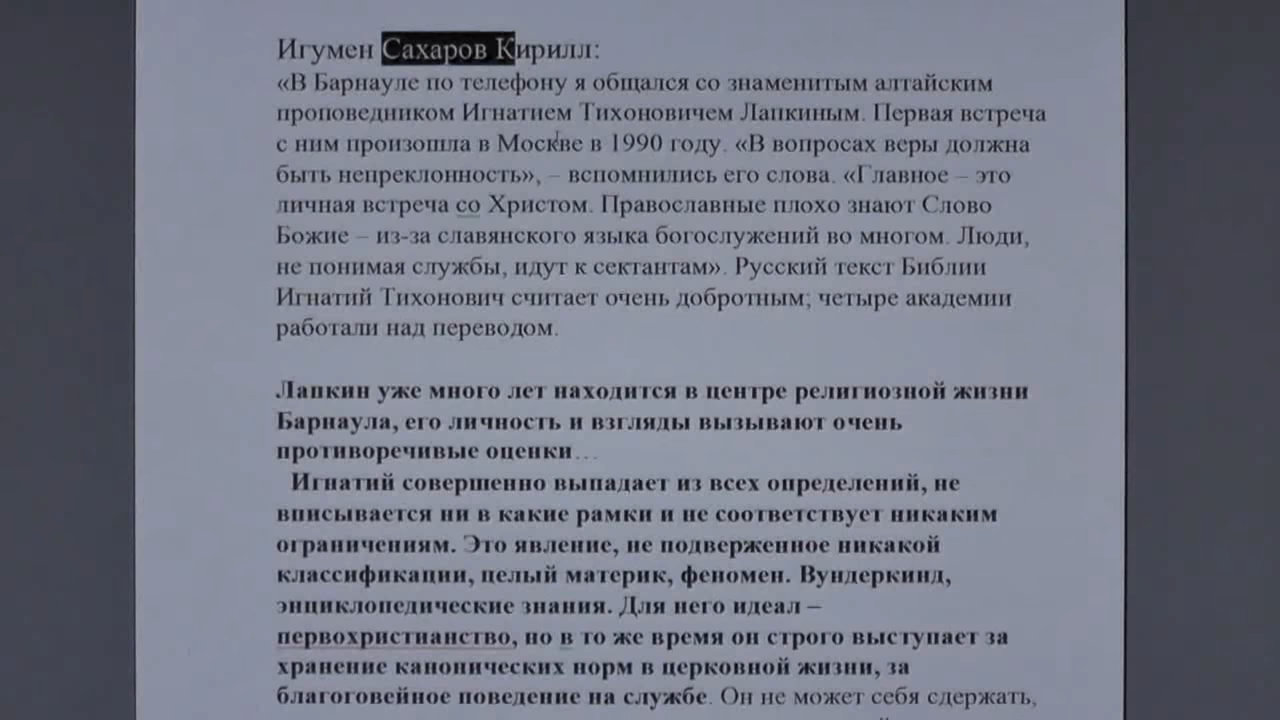 Игумен Сахаров Кирилл:
«В Барнауле по телефону я общался со знаменитым алтайским
проповедником Игнатием Тихоновичем Лапкиным. Первая встреча
с ним произошла в Москве в 1990 году. «В вопросах веры должна
быть непреклонность», – вспомнились его слова. «Главное – это
личная встреча со Христом. Православные плохо знают Слово
Божие – из-за славянского языка богослужений во многом. Люди,
не понимая службы, идут к сектантам». Русский текст Библии
Игнатий Тихонович считает очень добротным; четыре академии
работали над переводом.
Лапкин уже много лет находится в центре религиозной жизни
Барнаула, его личность и взгляды вызывают очень
противоречивые оценки…
Игнатий совершенно выпадает из всех определений, не
вписывается ни в какие рамки и не соответствует никаким
ограничениям. Это явление, не подверженное никакой
классификации, целый материк, феномен. Вундеркинд,
энциклопедические знания. Для него идеал –
первохристианство, но в то же время он строго выступает за
хранение канонических норм в церковной жизни, за
благоговейное поведение на службе. Он не может себя сдержать,